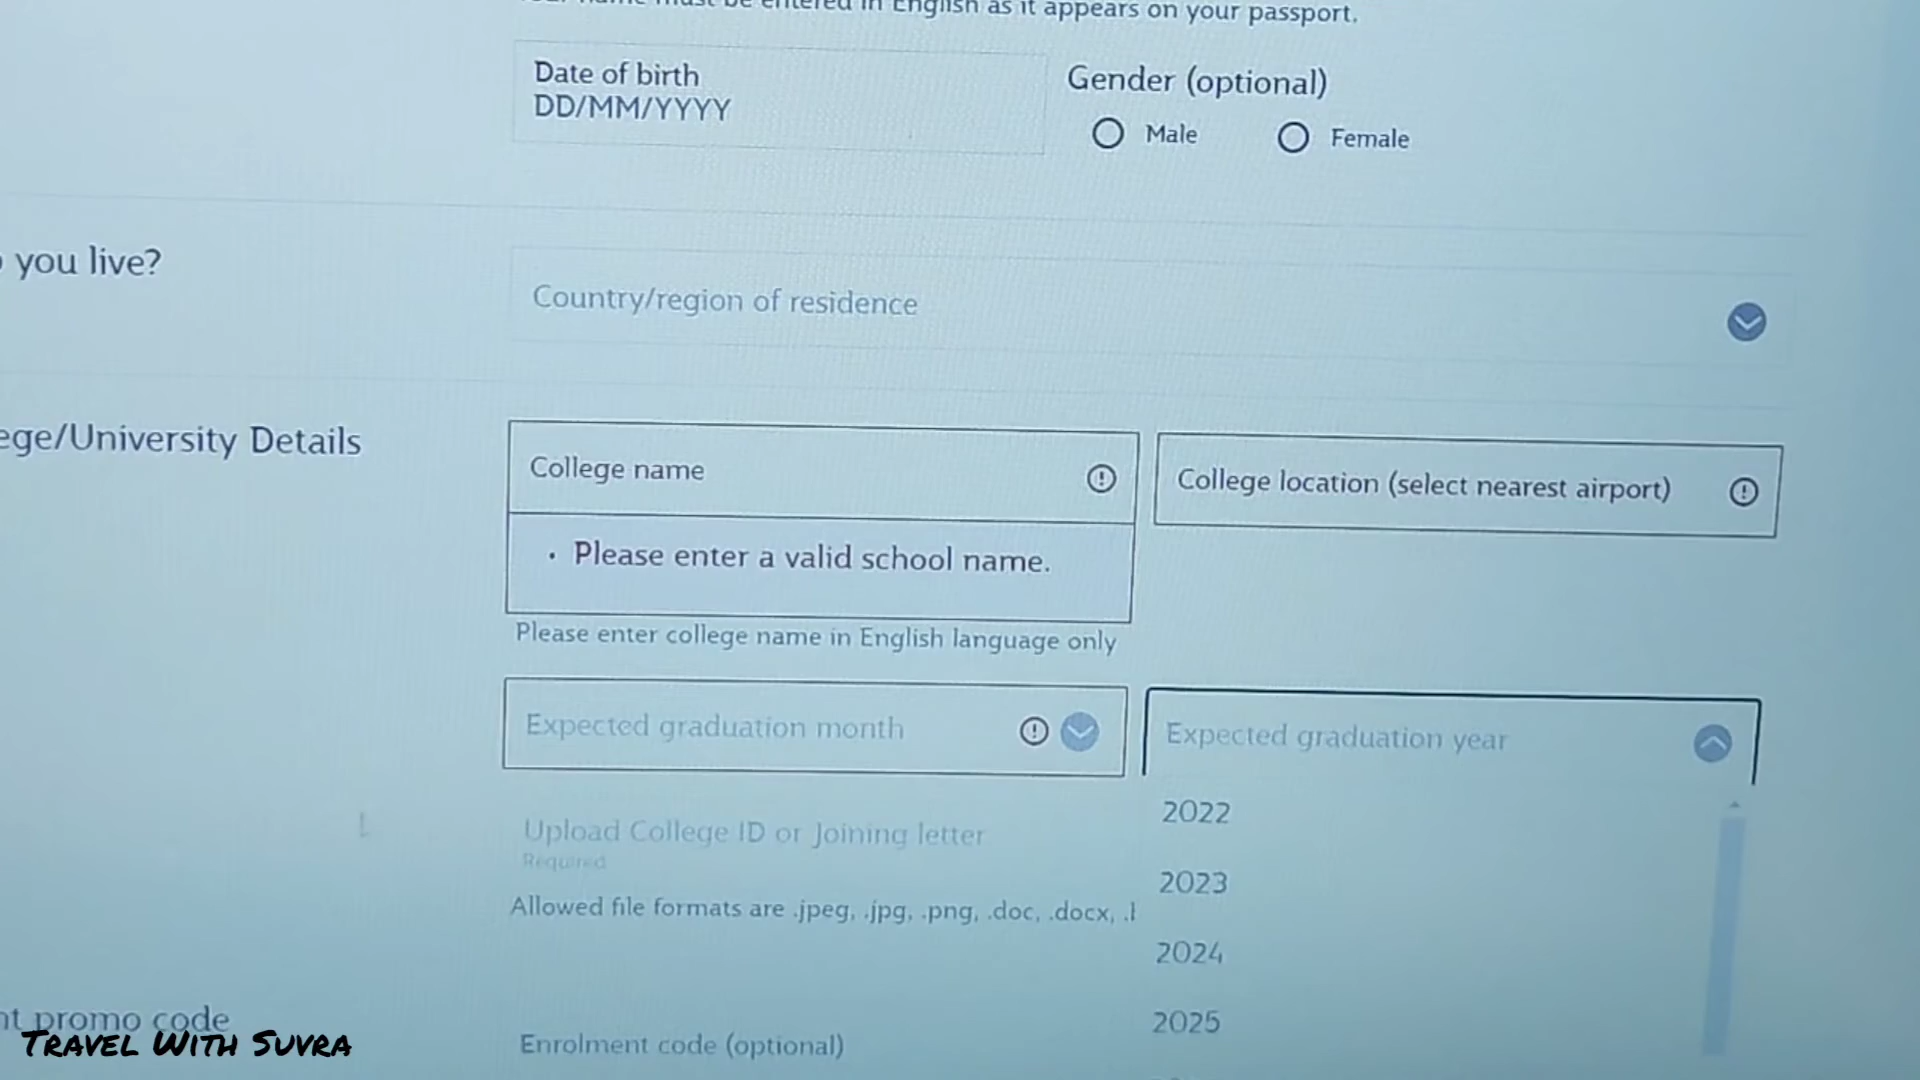 must be entered in English as it appears on your passport.
Date of birth
DD/MM/YYYY
Gender (optional)
Male
Female
you live?
Country/region of residence
ege/University Details
College name
College location (select nearest airport)
• Please enter a valid school name.
Please enter college name in English language only
Expected graduation month
Expected graduation year
2022
Upload College ID or Joining letter
Required
2023
Allowed file formats are .jpeg, .jpg, .png, .doc, .docx,
2024
2025
promo code
Enrolment code (optional)
Travel With Suvra